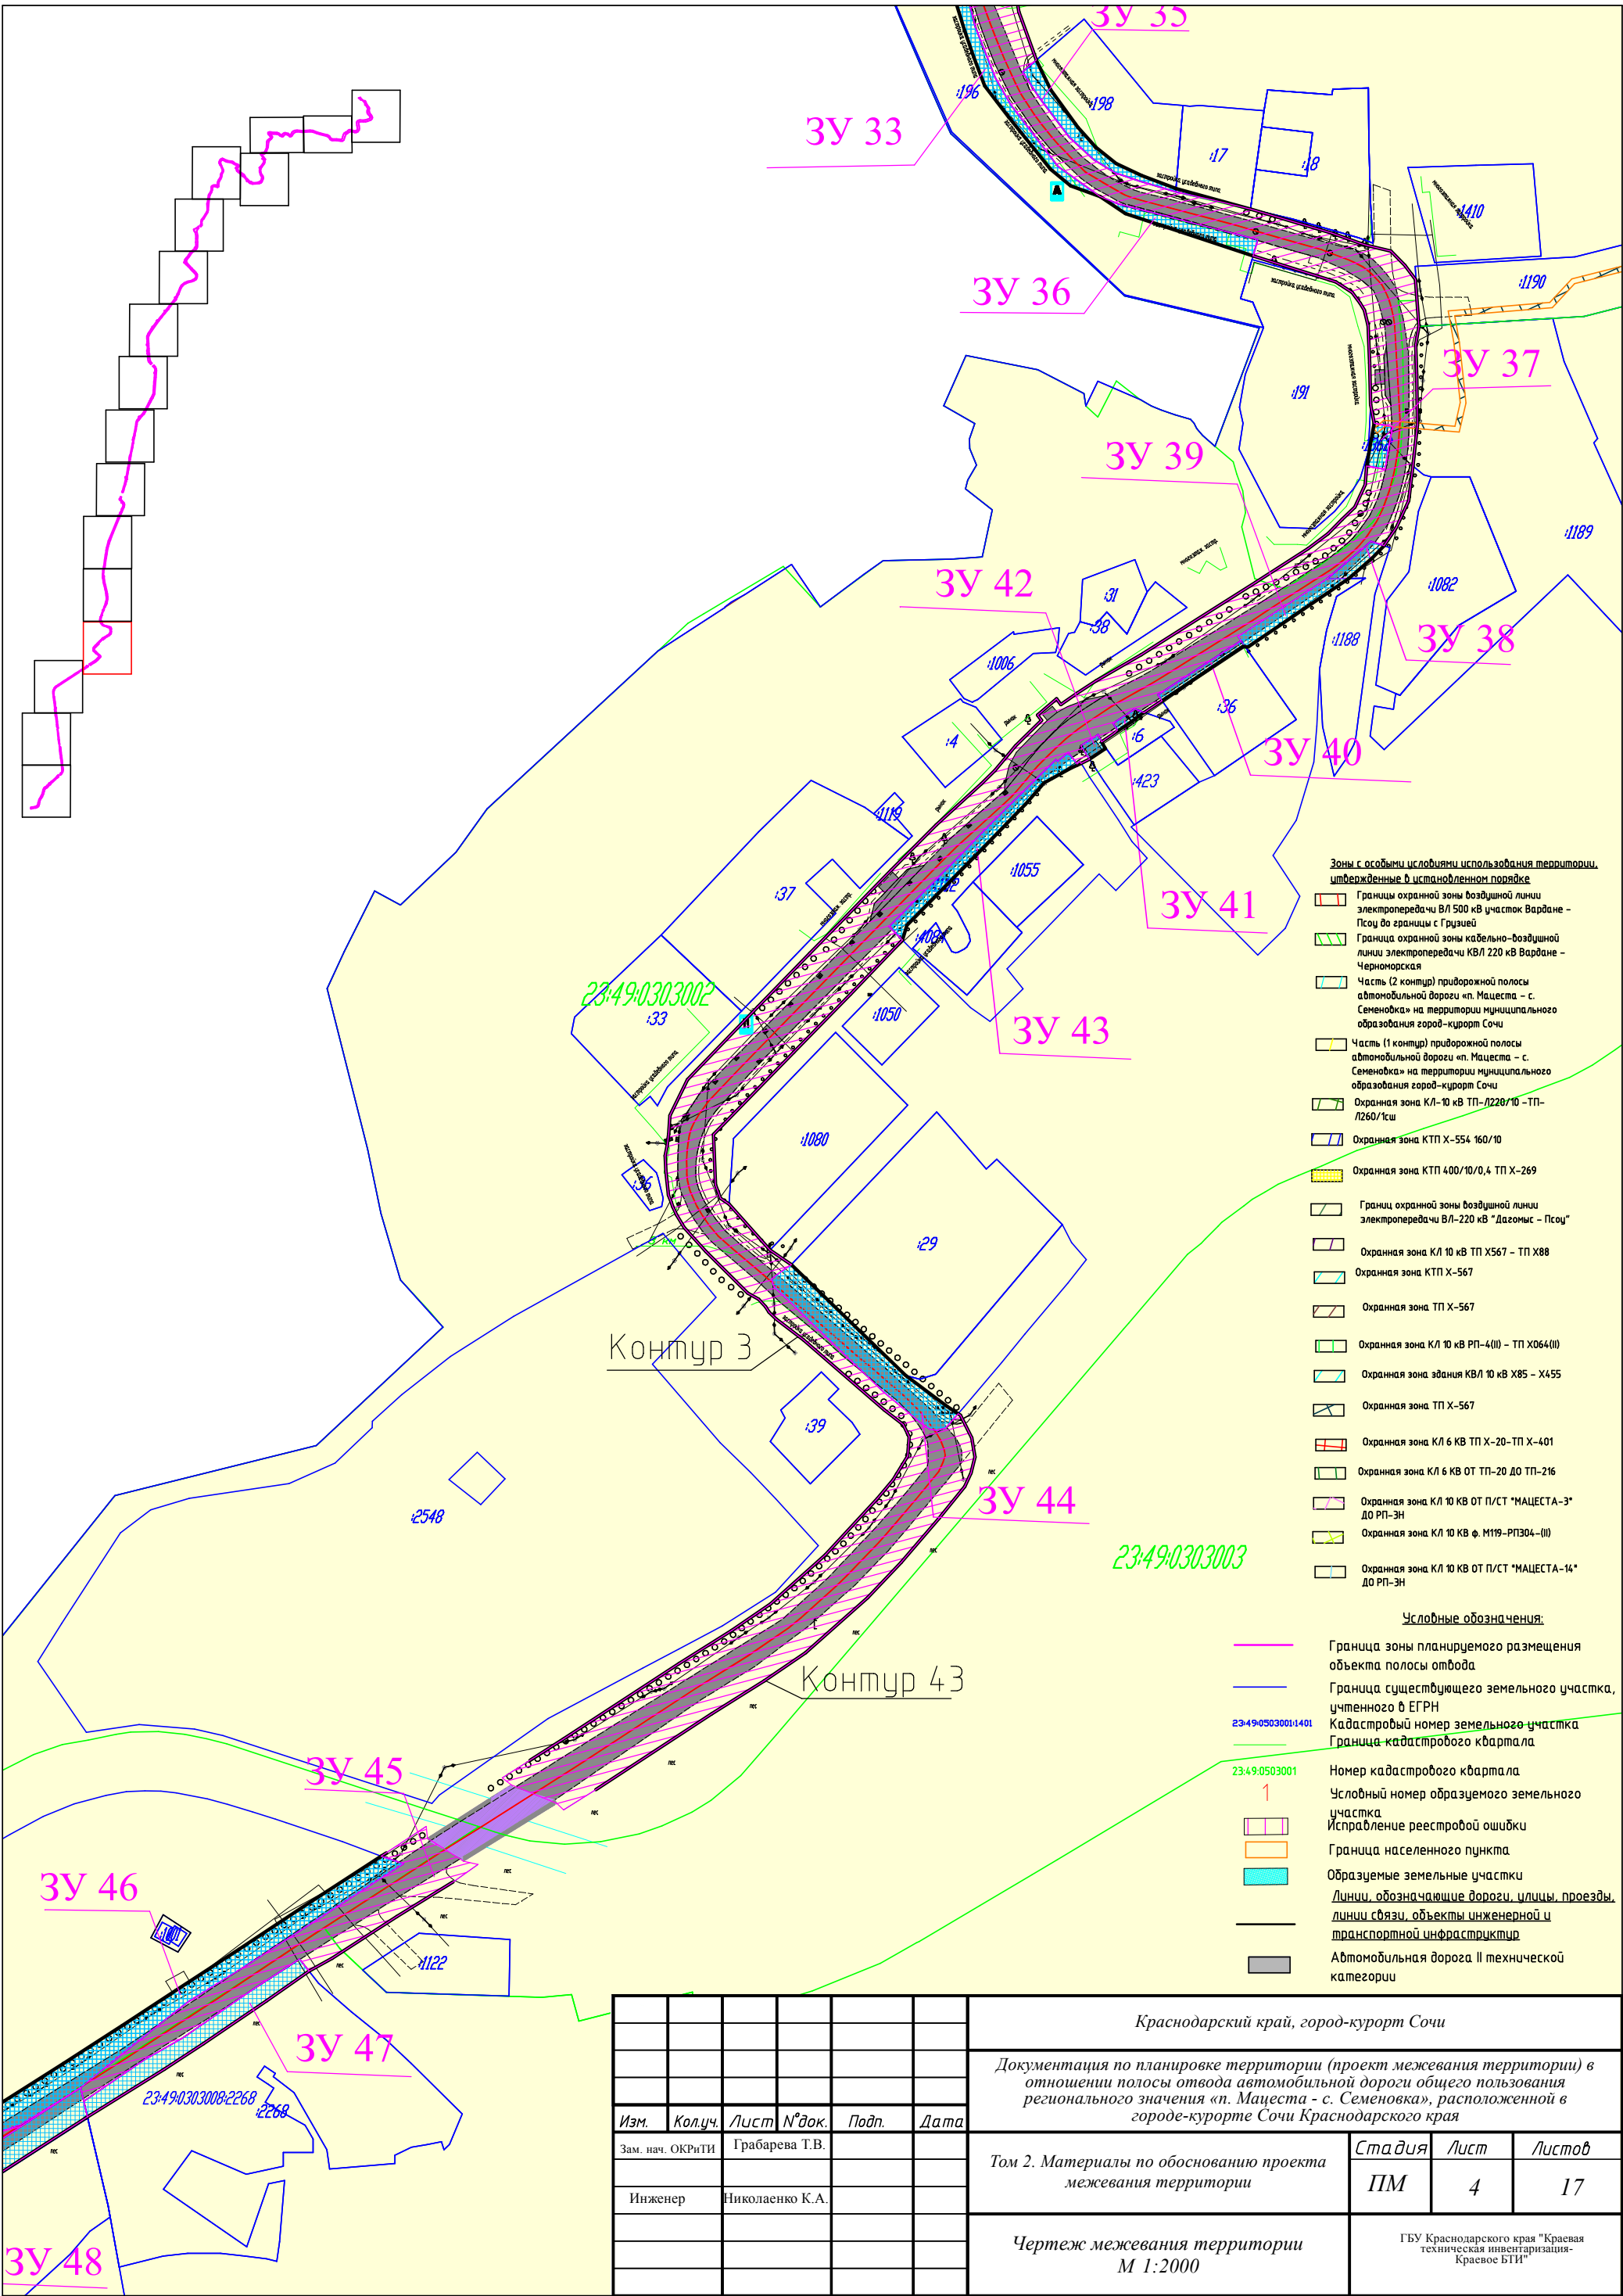 ЗУ 35
ЗУ 33
:196
:198
:17
:18
:1410
ЗУ 36
:1190
ЗУ 37
:191
ЗУ 39
:1189
ЗУ 42
:31
:38
:1082
:1188
ЗУ 38
:1006
:36
:4
:6
ЗУ 40
:423
:1119
:37
:1055
ЗУ 41
23:49:0303002
:33
:1050
ЗУ 43
:1080
:36
:29
Контур 3
:39
ЗУ 44
:2548
23:49:0303003
Контур 43
ЗУ 45
ЗУ 46
:1122
ЗУ 47
23:49:0303008:2268
:2268
ЗУ 48
Зоны с особыми условиями использования территории,
утвержденные в установленном порядке
Границы охранной зоны воздушной линии
электропередачи ВЛ 500 кВ участок Вардане –
Псоу до границы с Грузией
Граница охранной зоны кабельно-воздушной
линии электропередачи КВЛ 220 кВ Вардане –
Черноморская
Часть (2 контур) придорожной полосы
автомобильной дороги «п. Мацеста – с.
Семеновка» на территории муниципального
образования город-курорт Сочи
Часть (1 контур) придорожной полосы
автомобильной дороги «п. Мацеста – с.
Семеновка» на территории муниципального
образования город-курорт Сочи
Охранная зона КЛ-10 кВ ТП-Л220/10 -ТП-
Л260/1сш
Охранная зона КТП Х-554 160/10
Охранная зона КТП 400/10/0,4 ТП Х-269
Границ охранной зоны воздушной линии
электропередачи ВЛ-220 кВ "Дагомыс – Псоу"
Охранная зона КЛ 10 кВ ТП Х567 – ТП Х88
Охранная зона КТП Х-567
Охранная зона ТП Х-567
Охранная зона КЛ 10 кВ РП-4(II) – ТП Х064(II)
Охранная зона здания КВЛ 10 кВ Х85 – Х455
Охранная зона ТП Х-567
Охранная зона КЛ 6 КВ ТП Х-20-ТП Х-401
Охранная зона КЛ 6 КВ ОТ ТП-20 ДО ТП-216
Охранная зона КЛ 10 КВ ОТ П/СТ "МАЦЕСТА-3"
ДО РП-3Н
Охранная зона КЛ 10 КВ ф. М119-РП304-(II)
Охранная зона КЛ 10 КВ ОТ П/СТ "МАЦЕСТА-14"
ДО РП-3Н
Условные обозначения:
Граница зоны планируемого размещения
объекта полосы отвода
Граница существующего земельного участка,
учтенного в ЕГРН
23:49:0503001:1401 Кадастровый номер земельного участка
Граница кадастрового квартала
23:49:0503001 Номер кадастрового квартала
1 Условный номер образуемого земельного
участка
Исправление реестровой ошибки
Граница населенного пункта
Образуемые земельные участки
Линии, обозначающие дороги, улицы, проезды,
линии связи, объекты инженерной и
транспортной инфраструктур
Автомобильная дорога II технической
категории
Краснодарский край, город-курорт Сочи
Документация по планировке территории (проект межевания территории) в
отношении полосы отвода автомобильной дороги общего пользования
регионального значения «п. Мацеста - с. Семеновка», расположенной в
городе-курорте Сочи Краснодарского края
Изм. Кол.уч. Лист №док. Подп. Дата
Зам. нач. ОКРиТИ Грабарева Т.В.
Инженер Николаенко К.А.
Том 2. Материалы по обоснованию проекта
межевания территории
Стадия Лист Листов
ПМ 4 17
Чертеж межевания территории
М 1:2000
ГБУ Краснодарского края "Краевая
техническая инвентаризация-
Краевое БТИ"